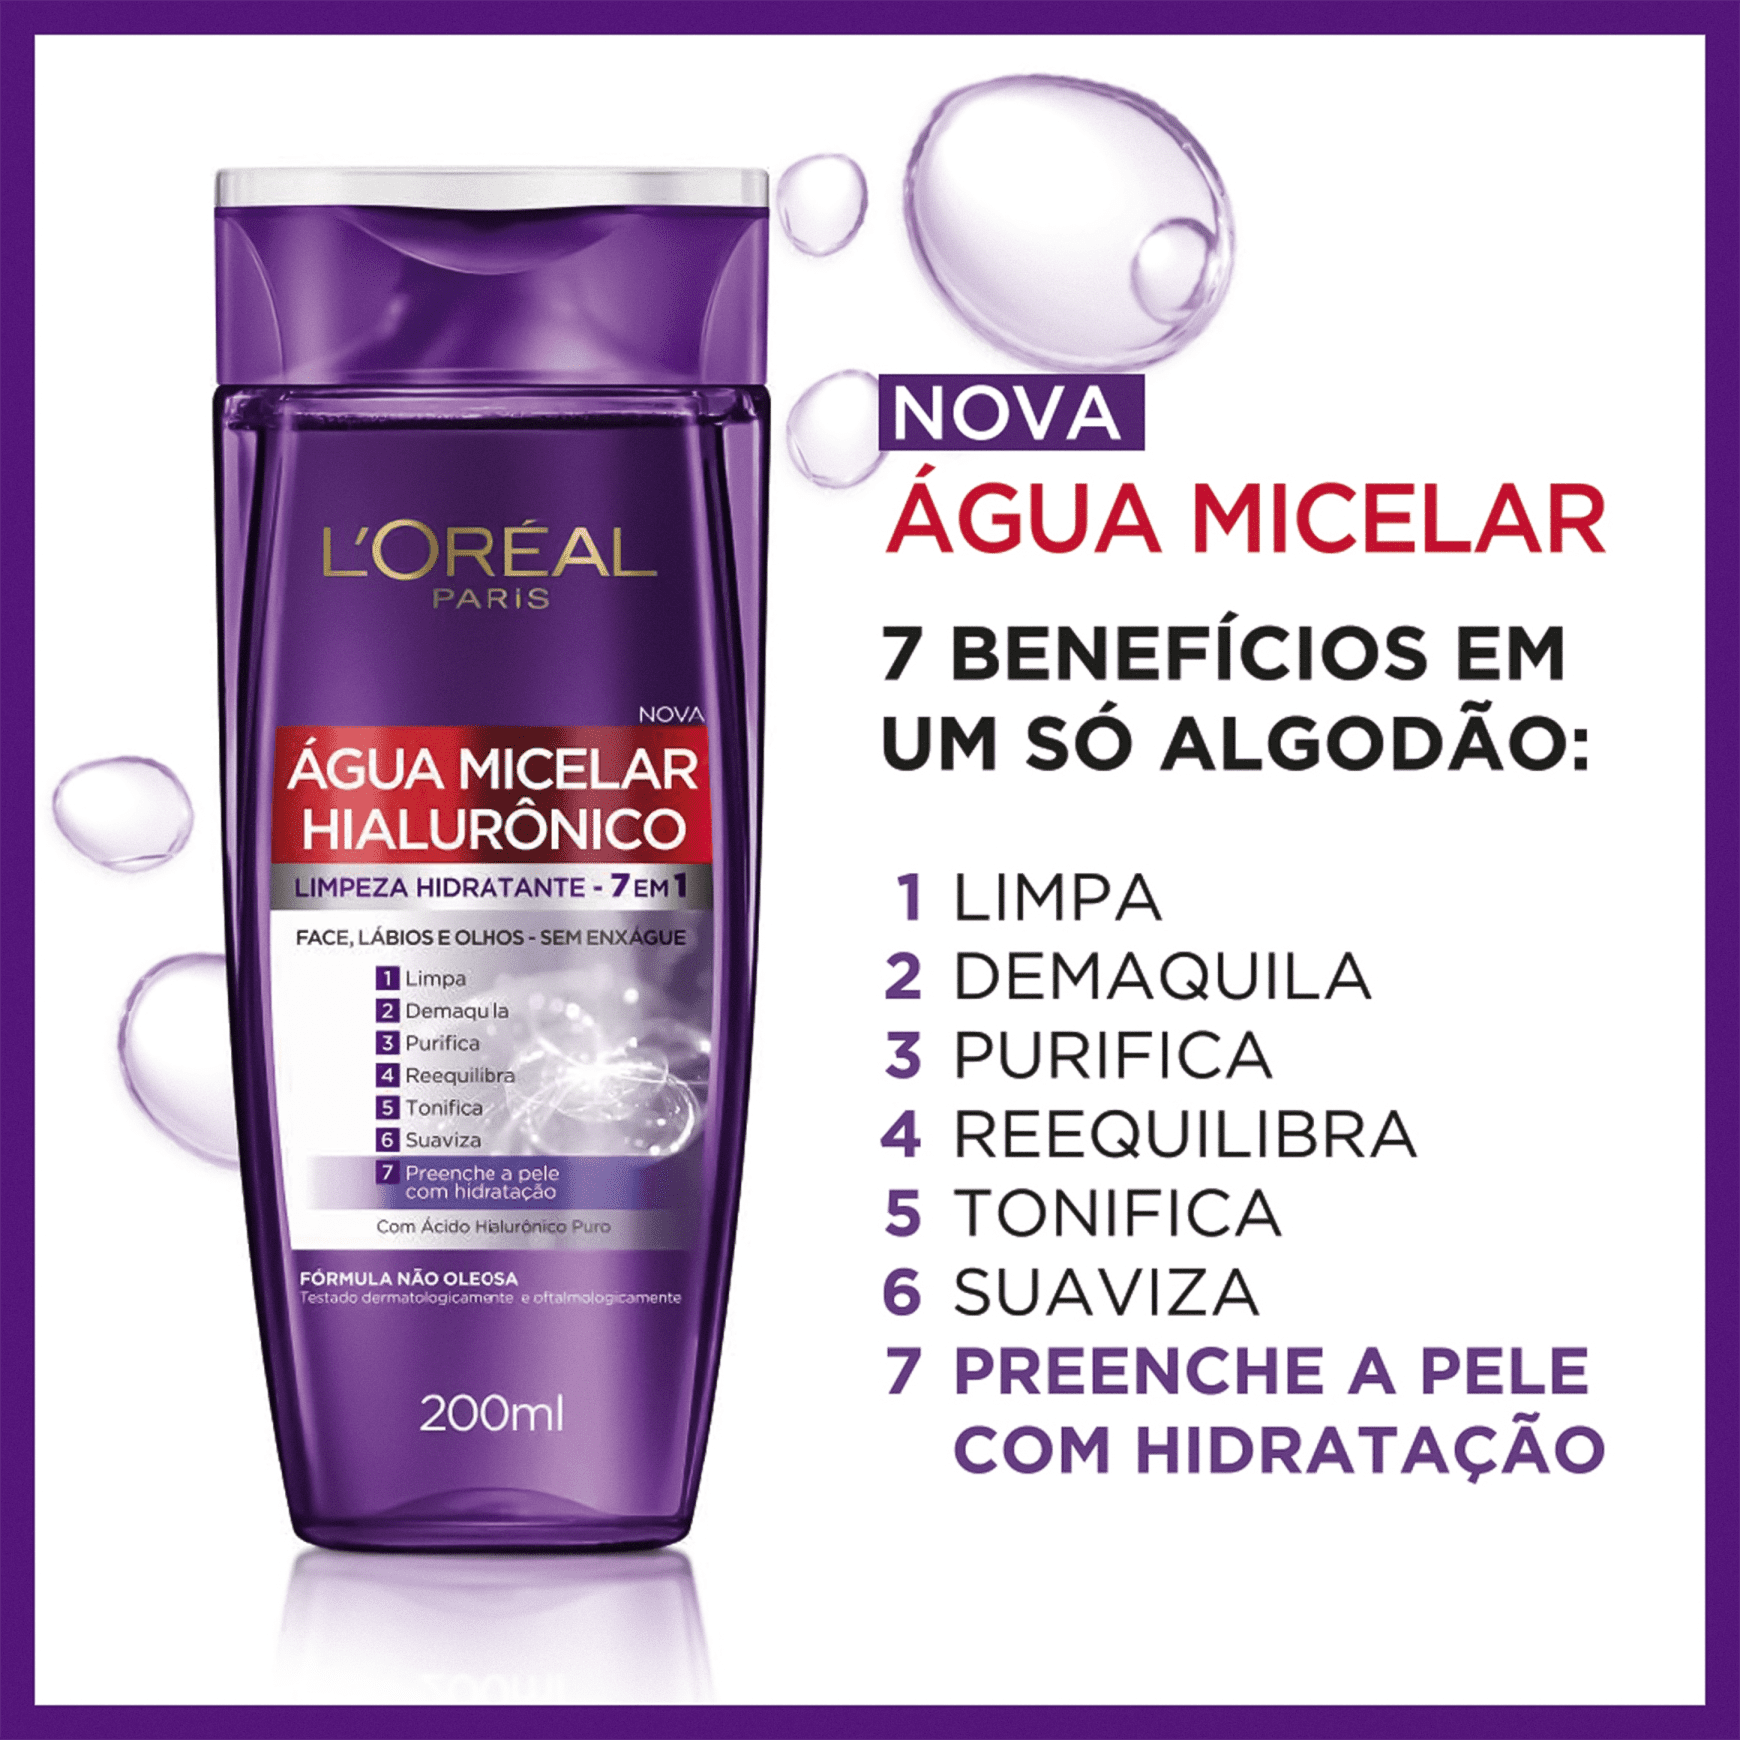 L'ORÉAL
PARiS
NOVA
ÁGUA MICELAR
HIALURÔNICO
LIMPEZA HIDRATANTE - 7 EM 1
FACE, LÁBIOS E OLHOS - SEM ENXÁGUE
1 Limpa
2 Demaquila
3 Purifica
4 Reequilibra
5 Tonifica
6 Suaviza
7 Preenche a pele
com hidratação
Com Ácido Hialurônico Puro
FÓRMULA NÃO OLEOSA
Testado dermatologicamente e oftalmologicamente
200ml
NOVA
ÁGUA MICELAR
7 BENEFÍCIOS EM
UM SÓ ALGODÃO:
1 LIMPA
2 DEMAQUILA
3 PURIFICA
4 REEQUILIBRA
5 TONIFICA
6 SUAVIZA
7 PREENCHE A PELE
COM HIDRATAÇÃO